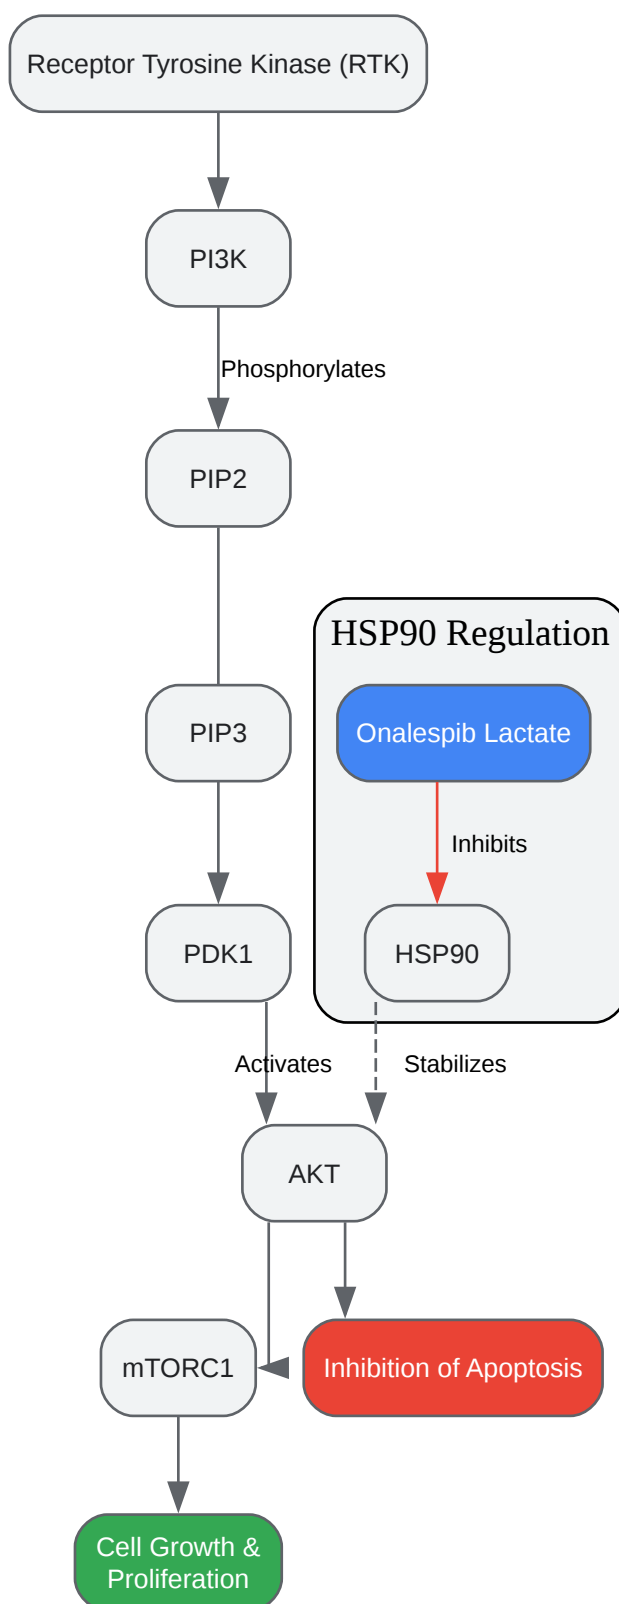 Receptor Tyrosine Kinase (RTK)
PI3K
Phosphorylates
PIP2
HSP90 Regulation
PIP3
Onalespib Lactate
Inhibits
PDK1
HSP90
Activates
Stabilizes
AKT
mTORC1
Inhibition of Apoptosis
Cell Growth &
Proliferation